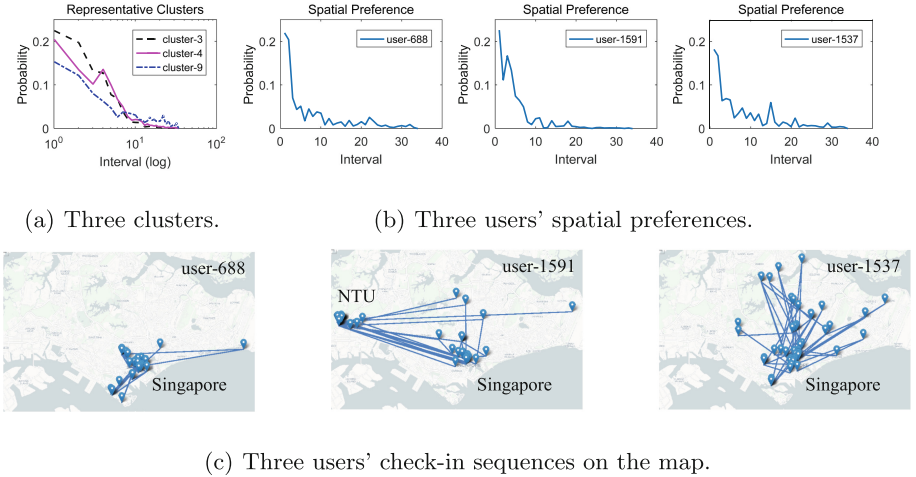 Representative Clusters
Probability
0.2
0.1
0
cluster-3
cluster-4
cluster-9
10^0
10^1
10^2
Interval (log)
Spatial Preference
Probability
0.2
0.1
0
user-688
0
10
20
30
40
Interval
Spatial Preference
Probability
0.2
0.1
0
user-1591
0
10
20
30
40
Interval
Spatial Preference
Probability
0.2
0.1
0
user-1537
0
10
20
30
40
Interval
(a) Three clusters.
(b) Three users' spatial preferences.
user-688
Singapore
user-1591
NTU
Singapore
user-1537
Singapore
(c) Three users' check-in sequences on the map.